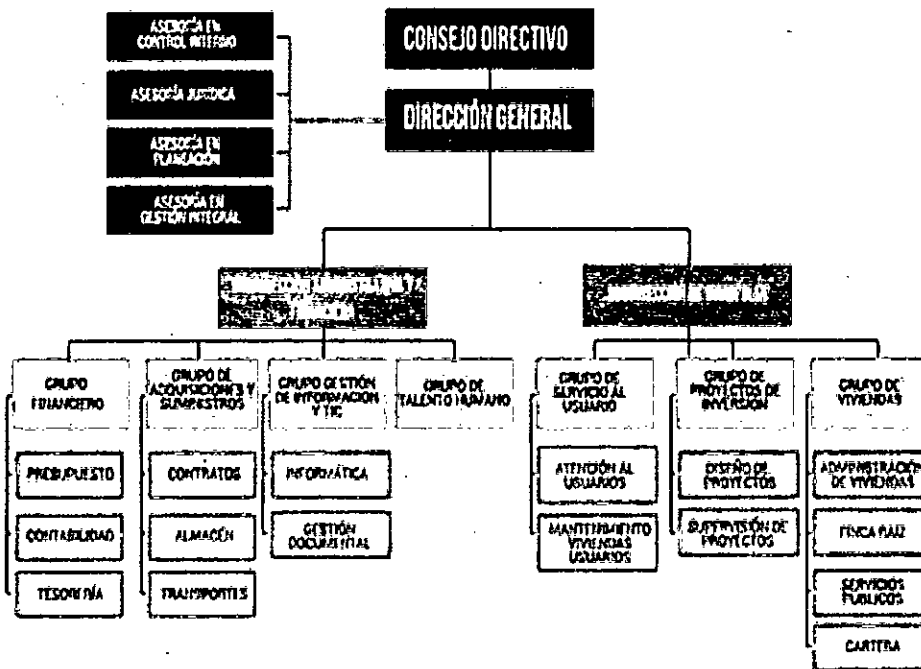 ASESORÍA EN
CONTROL INTERNO
ASESORÍA JURÍDICA
ASESORÍA EN
PLANEACIÓN
ASESORÍA EN
GESTIÓN INTEGRAL
CONSEJO DIRECTIVO
DIRECCIÓN GENERAL
GRUPO
FINANCIERO
PRESUPUESTO
CONTABILIDAD
TESORERÍA
GRUPO DE
ADQUISICIONES Y
SUMINISTROS
CONTRATOS
ALMACÉN
TRANSPORTES
GRUPO GESTIÓN
DE INFORMACIÓN
Y TIC
INFORMÁTICA
GESTIÓN
DOCUMENTAL
GRUPO DE
TALENTO HUMANO
GRUPO DE
SERVICIO AL
USUARIO
ATENCIÓN AL
USUARIOS
MANTENIMIENTO
VIVIENDAS
USUARIOS
GRUPO DE
PROYECTOS DE
INVERSIÓN
DISEÑO DE
PROYECTOS
SUPERVISIÓN DE
PROYECTOS
GRUPO DE
VIVIENDAS
ADMINISTRACIÓN
DE VIVIENDAS
FINCA RAÍZ
SERVICIOS
PÚBLICOS
CARTERA